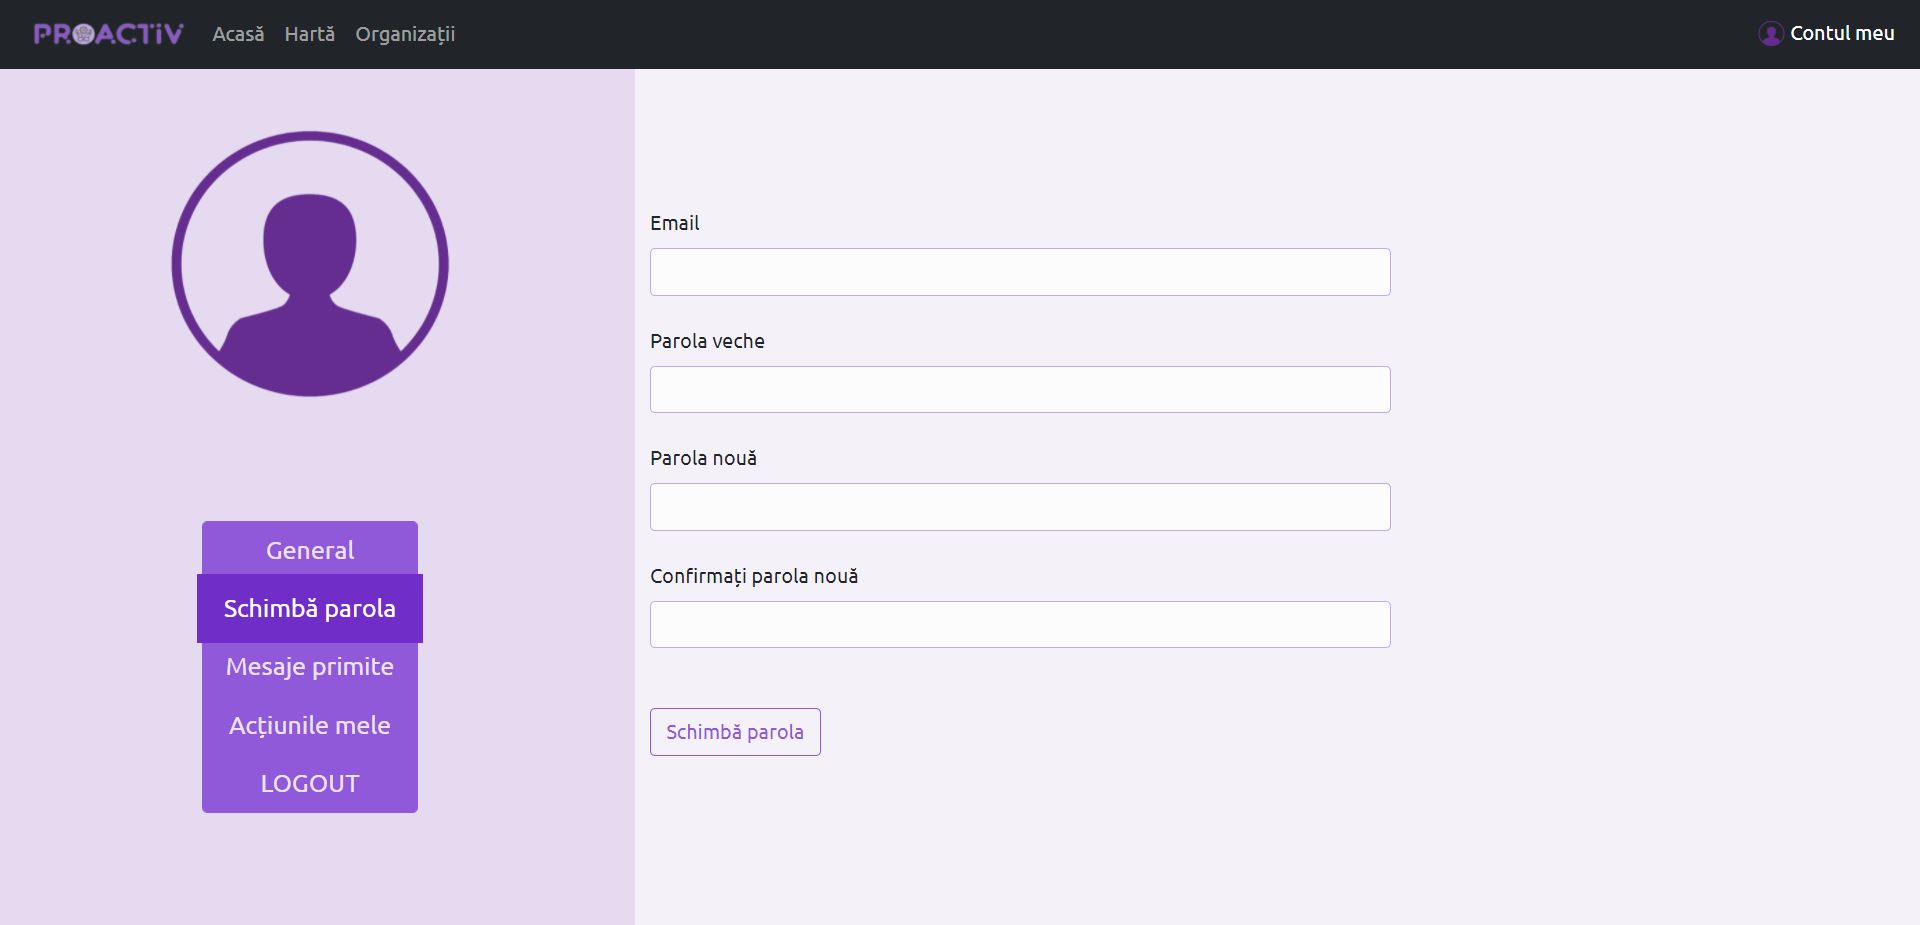 PROACTIV Acasă Hartă Organizații Contul meu
Email
Parola veche
Parola nouă
Confirmați parola nouă
Schimbă parola
General
Schimbă parola
Mesaje primite
Acțiunile mele
LOGOUT